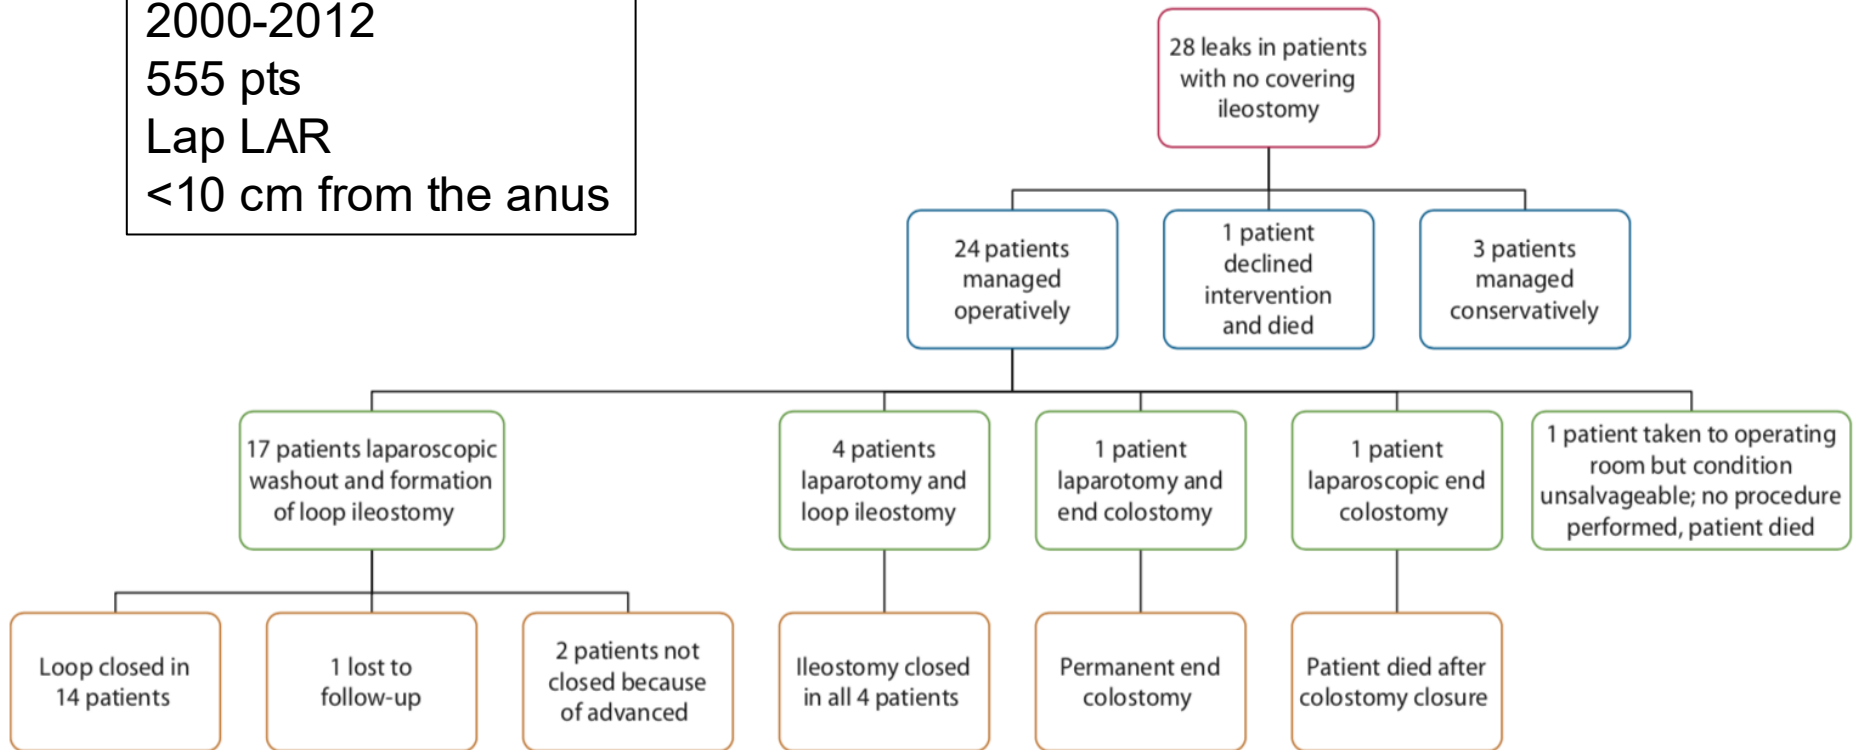 2000-2012
555 pts
Lap LAR
<10 cm from the anus
28 leaks in patients
with no covering
ileostomy
24 patients
managed
operatively
1 patient
declined
intervention
and died
3 patients
managed
conservatively
17 patients laparoscopic
washout and formation
of loop ileostomy
4 patients
laparotomy and
loop ileostomy
1 patient
laparotomy and
end colostomy
1 patient
laparoscopic end
colostomy
1 patient taken to operating
room but condition
unsalvageable; no procedure
performed, patient died
Loop closed in
14 patients
1 lost to
follow-up
2 patients not
closed because
of advanced
Ileostomy closed
in all 4 patients
Permanent end
colostomy
Patient died after
colostomy closure